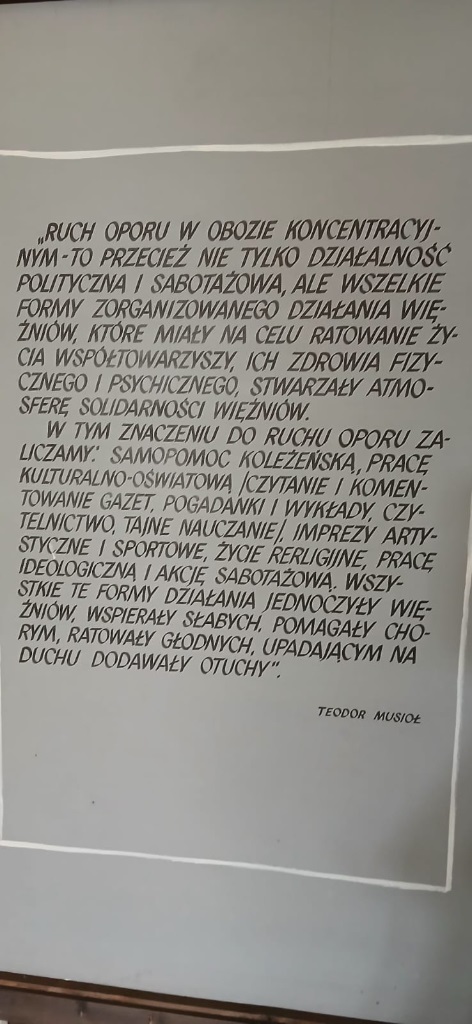 „RUCH OPORU W OBOZIE KONCENTRACYJ-
NYM - TO PRZECIEŻ NIE TYLKO DZIAŁALNOŚĆ
POLITYCZNA I SABOTAŻOWA, ALE WSZELKIE
FORMY ZORGANIZOWANEGO DZIAŁANIA WIĘ-
ŹNIÓW, KTÓRE MIAŁY NA CELU RATOWANIE ŻY-
CIA WSPÓŁTOWARZYSZY, ICH ZDROWIA FIZY-
CZNEGO I PSYCHICZNEGO, STWARZAŁY ATMO-
SFERĘ SOLIDARNOŚCI WIĘŹNIÓW.
W TYM ZNACZENIU DO RUCHU OPORU ZA-
LICZAMY: SAMOPOMOC KOLEŻEŃSKĄ, PRACĘ
KULTURALNO-OŚWIATOWĄ /CZYTANIE I KOMEN-
TOWANIE GAZET, POGADANKI I WYKŁADY, CZY-
TELNICTWO, TAJNE NAUCZANIE/, IMPREZY ARTY-
STYCZNE I SPORTOWE, ŻYCIE RERLIGIJNE, PRACĘ
IDEOLOGICZNĄ I AKCJĘ SABOTAŻOWĄ. WSZY-
STKIE TE FORMY DZIAŁANIA JEDNOCZYŁY WIĘ-
ŹNIÓW, WSPIERAŁY SŁABYCH, POMAGAŁY CHO-
RYM, RATOWAŁY GŁODNYCH, UPADAJĄCYM NA
DUCHU DODAWAŁY OTUCHY”.
TEODOR MUSIOŁ